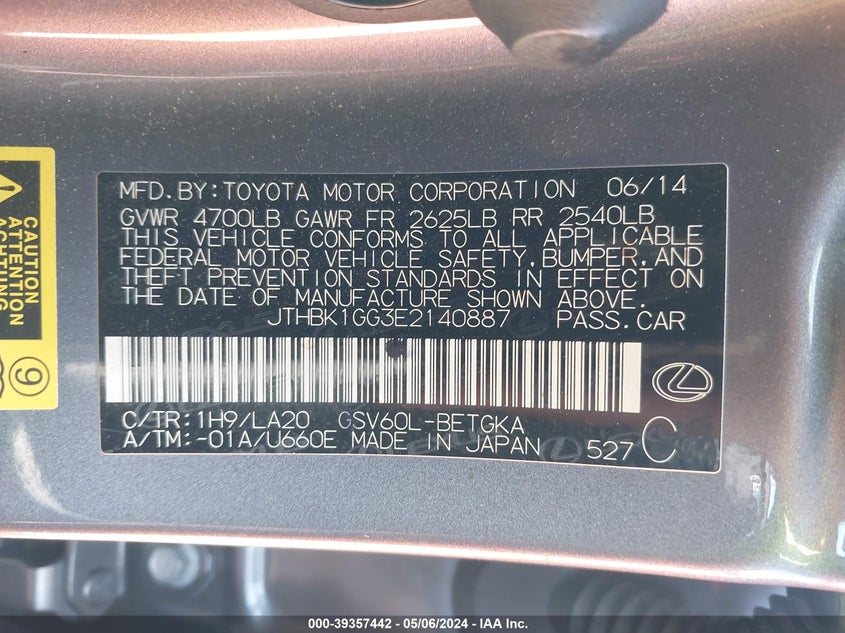 MFD.BY:TOYOTA MOTOR CORPORATION 06/14
GVWR 4700LB GAWR FR 2625LB RR 2540LB
THIS VEHICLE CONFORMS TO ALL APPLICABLE
FEDERAL MOTOR VEHICLE SAFETY,BUMPER,AND
THEFT PREVENTION STANDARDS IN EFFECT ON
THE DATE OF MANUFACTURE SHOWN ABOVE.
JTHBK1GG3E2140887 PASS.CAR
C/TR:1H9/LA20 GSV60L-BETGKA
A/TM:-01A/U660E MADE IN JAPAN 527 C
CAUTION
ATTENTION
ACHTUNG
9
000-39357442 - 05/06/2024 - IAA Inc.